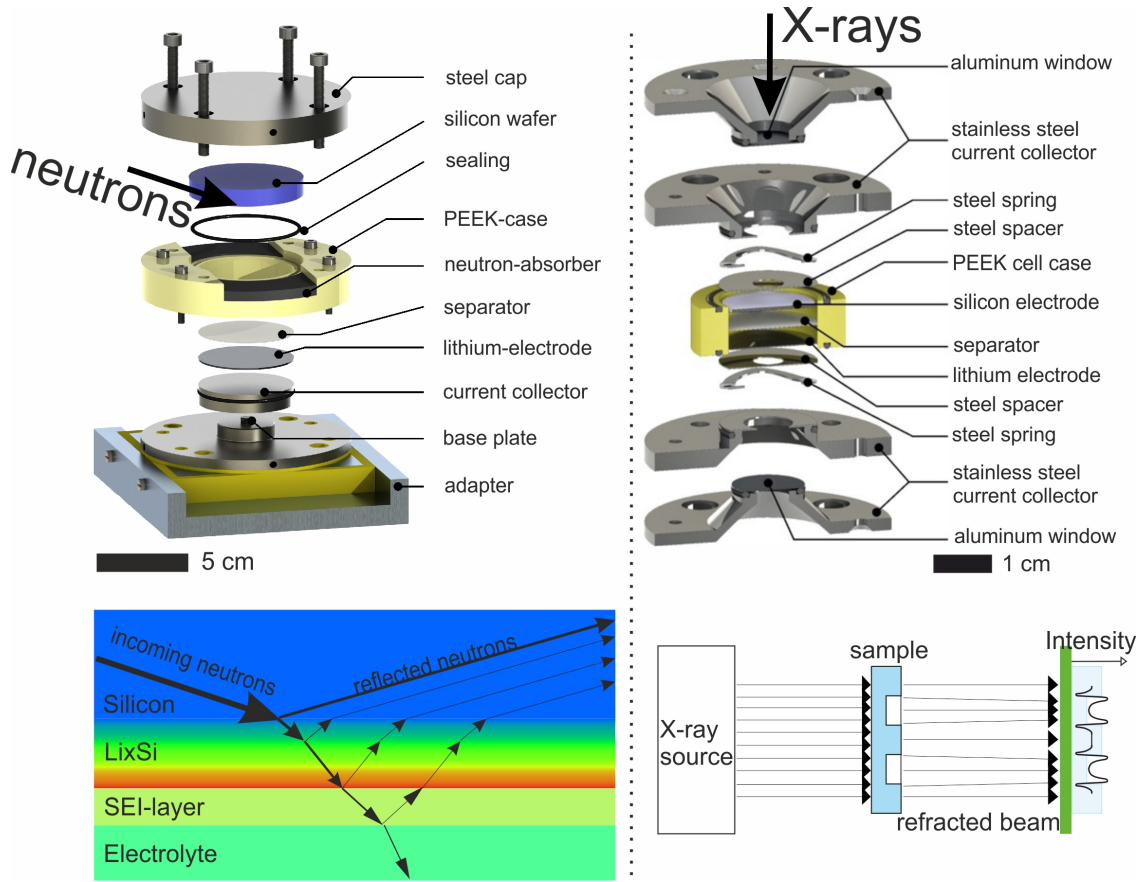 steel cap
silicon wafer
sealing
neutrons
PEEK-case
neutron-absorber
separator
lithium-electrode
current collector
base plate
adapter
5 cm
X-rays
aluminum window
stainless steel
current collector
steel spring
steel spacer
PEEK cell case
silicon electrode
separator
lithium electrode
steel spacer
steel spring
stainless steel
current collector
aluminum window
1 cm
incoming neutrons
reflected neutrons
Silicon
LixSi
SEI-layer
Electrolyte
X-ray
source
sample
Intensity
refracted beam